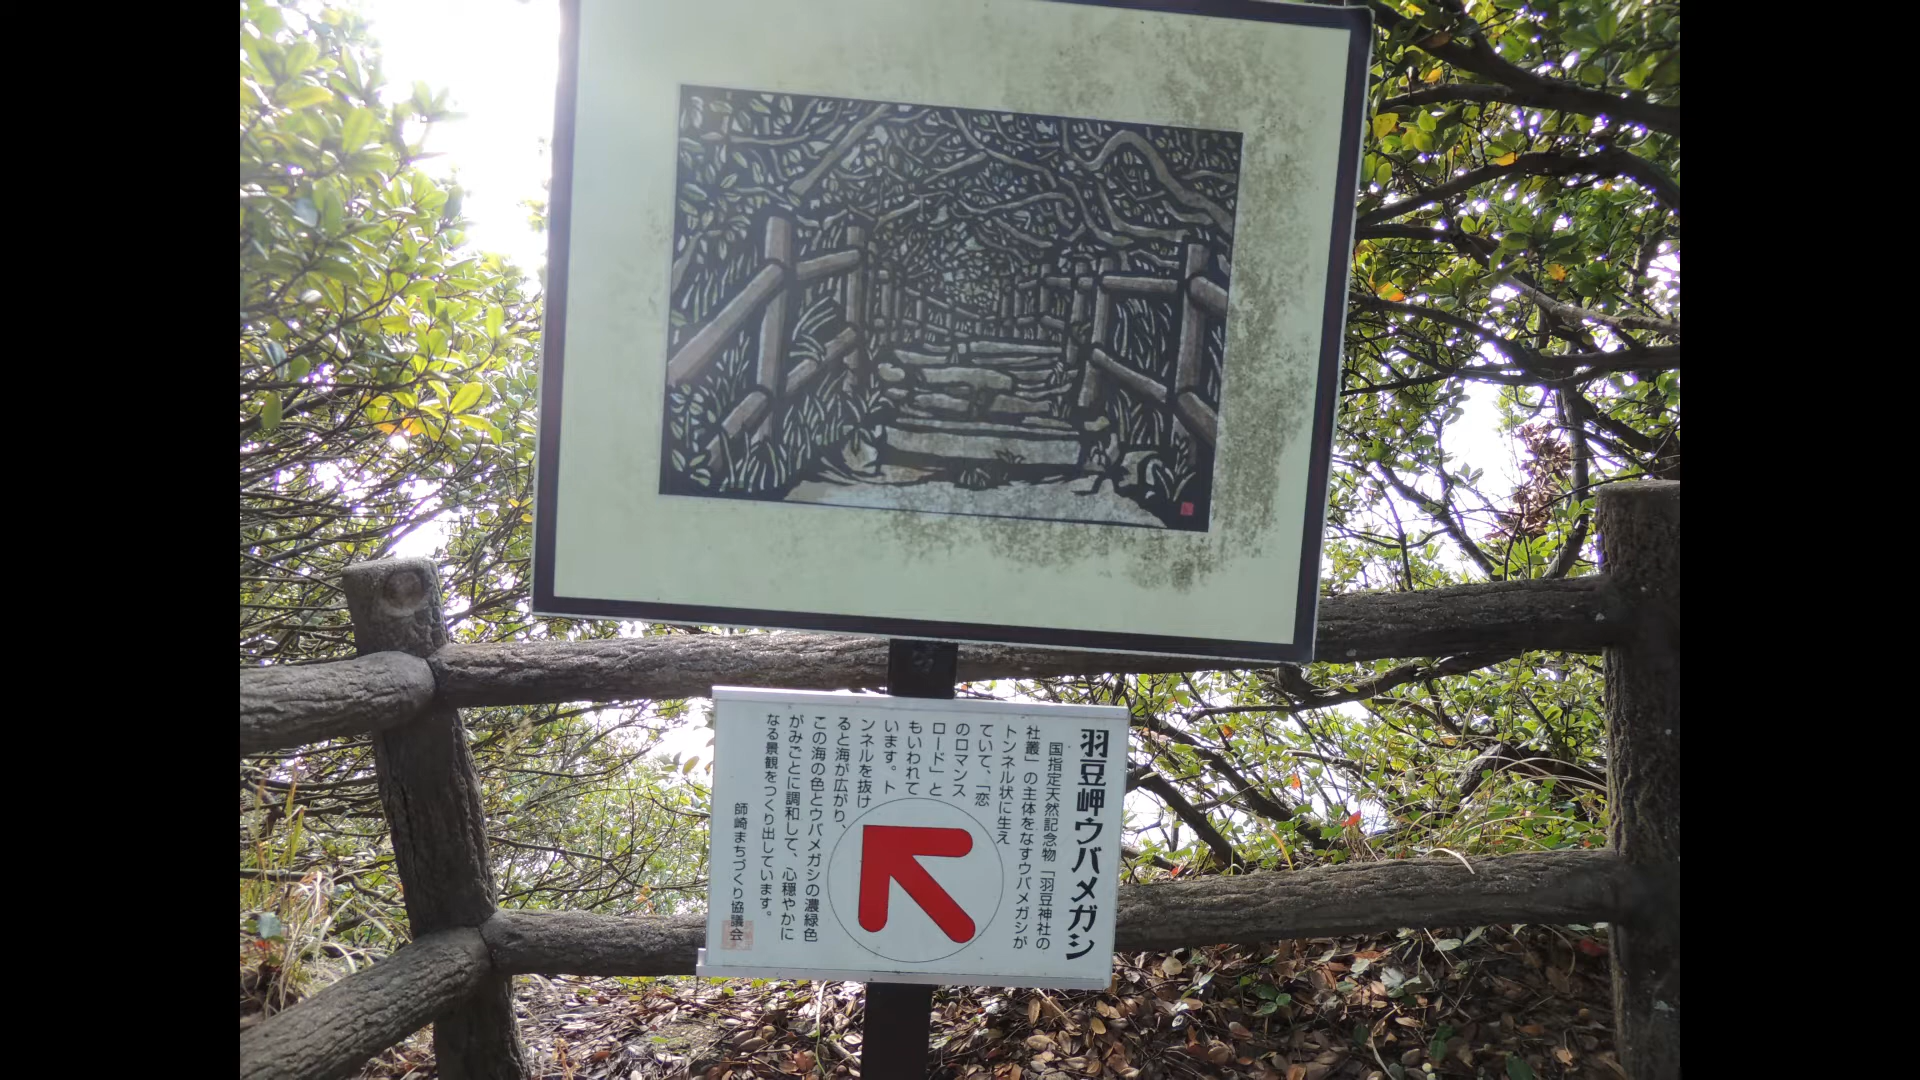 羽豆岬ウバメガシ
国指定天然記念物「羽豆神社の
社叢」の主体をなすウバメガシが
トンネル状に生え
ていて、「恋
のロマンス
ロード」と
もいわれて
います。ト
ンネルを抜け
ると海が広がり、
この海の色とウバメガシの濃緑色
がみごとに調和して、心穏やかに
なる景観をつくり出しています。
師崎まちづくり協議会